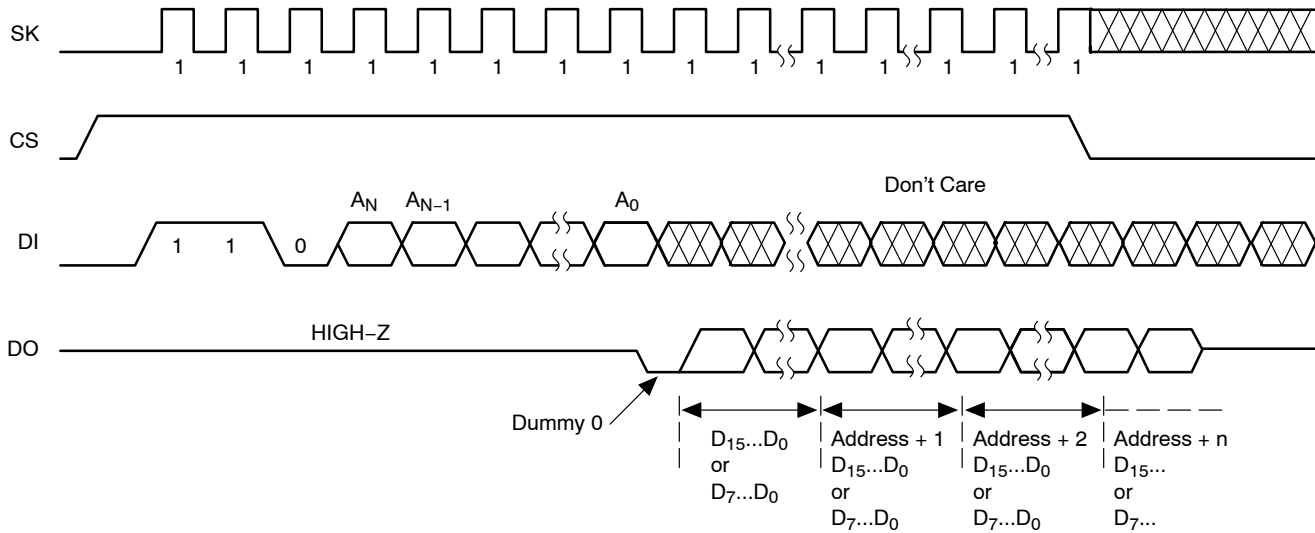 SK
1 1 1 1 1 1 1 1 1 1 1 1 1 1 1
CS
Don't Care
A_N A_N−1 A_0
DI
1 1 0
HIGH−Z
DO
Dummy 0
D15...D0
or
D7...D0
Address + 1
D15...D0
or
D7...D0
Address + 2
D15...D0
or
D7...D0
Address + n
D15...
or
D7...